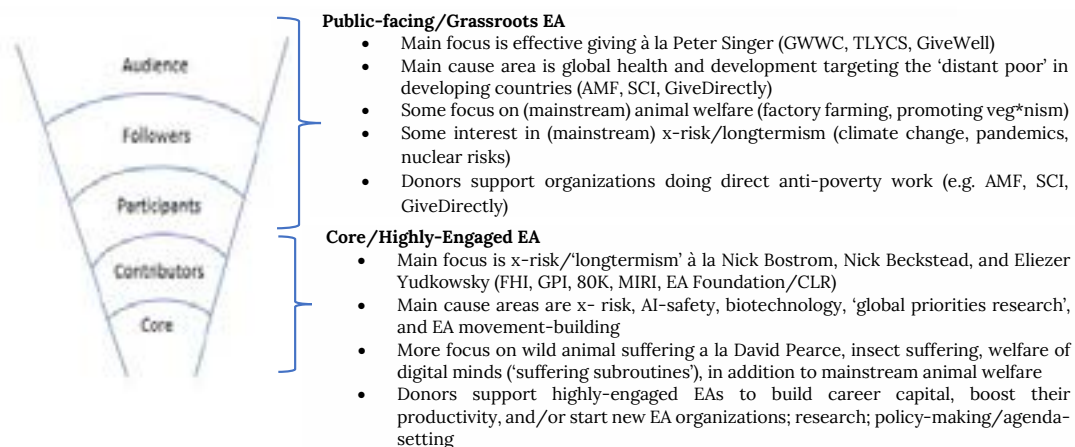 Audience
Followers
Participants
Contributors
Core
Public-facing/Grassroots EA
• Main focus is effective giving à la Peter Singer (GWWC, TLYCS, GiveWell)
• Main cause area is global health and development targeting the ‘distant poor’ in
developing countries (AMF, SCI, GiveDirectly)
• Some focus on (mainstream) animal welfare (factory farming, promoting veg*nism)
• Some interest in (mainstream) x-risk/longtermism (climate change, pandemics,
nuclear risks)
• Donors support organizations doing direct anti-poverty work (e.g. AMF, SCI,
GiveDirectly)
Core/Highly-Engaged EA
• Main focus is x-risk/‘longtermism’ à la Nick Bostrom, Nick Beckstead, and Eliezer
Yudkowsky (FHI, GPI, 80K, MIRI, EA Foundation/CLR)
• Main cause areas are x- risk, AI-safety, biotechnology, ‘global priorities research’,
and EA movement-building
• More focus on wild animal suffering a la David Pearce, insect suffering, welfare of
digital minds (‘suffering subroutines’), in addition to mainstream animal welfare
• Donors support highly-engaged EAs to build career capital, boost their
productivity, and/or start new EA organizations; research; policy-making/agenda-
setting